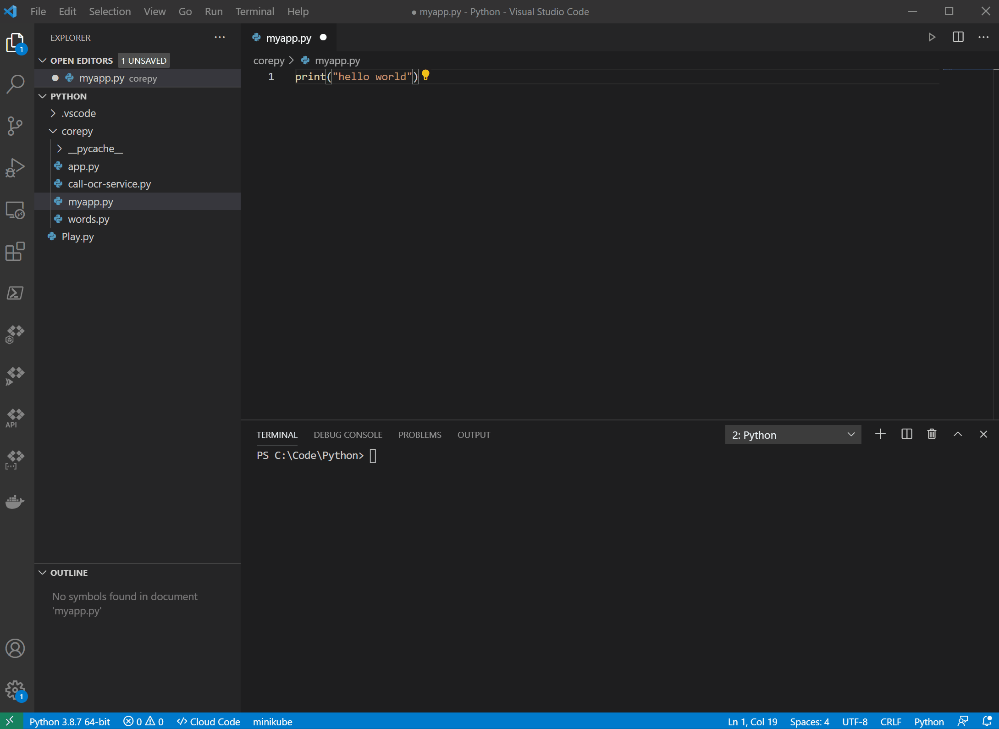 File Edit Selection View Go Run Terminal Help
● myapp.py - Python - Visual Studio Code
EXPLORER
OPEN EDITORS 1 UNSAVED
myapp.py corepy
PYTHON
.vscode
corepy
__pycache__
app.py
call-ocr-service.py
myapp.py
words.py
Play.py
OUTLINE
No symbols found in document
'myapp.py'
1
API
[***]
1
myapp.py
corepy > myapp.py
1 print("hello world")
TERMINAL DEBUG CONSOLE PROBLEMS OUTPUT
2: Python
PS C:\Code\Python>
Python 3.8.7 64-bit 0 0 </> Cloud Code minikube
Ln 1, Col 19 Spaces: 4 UTF-8 CRLF Python